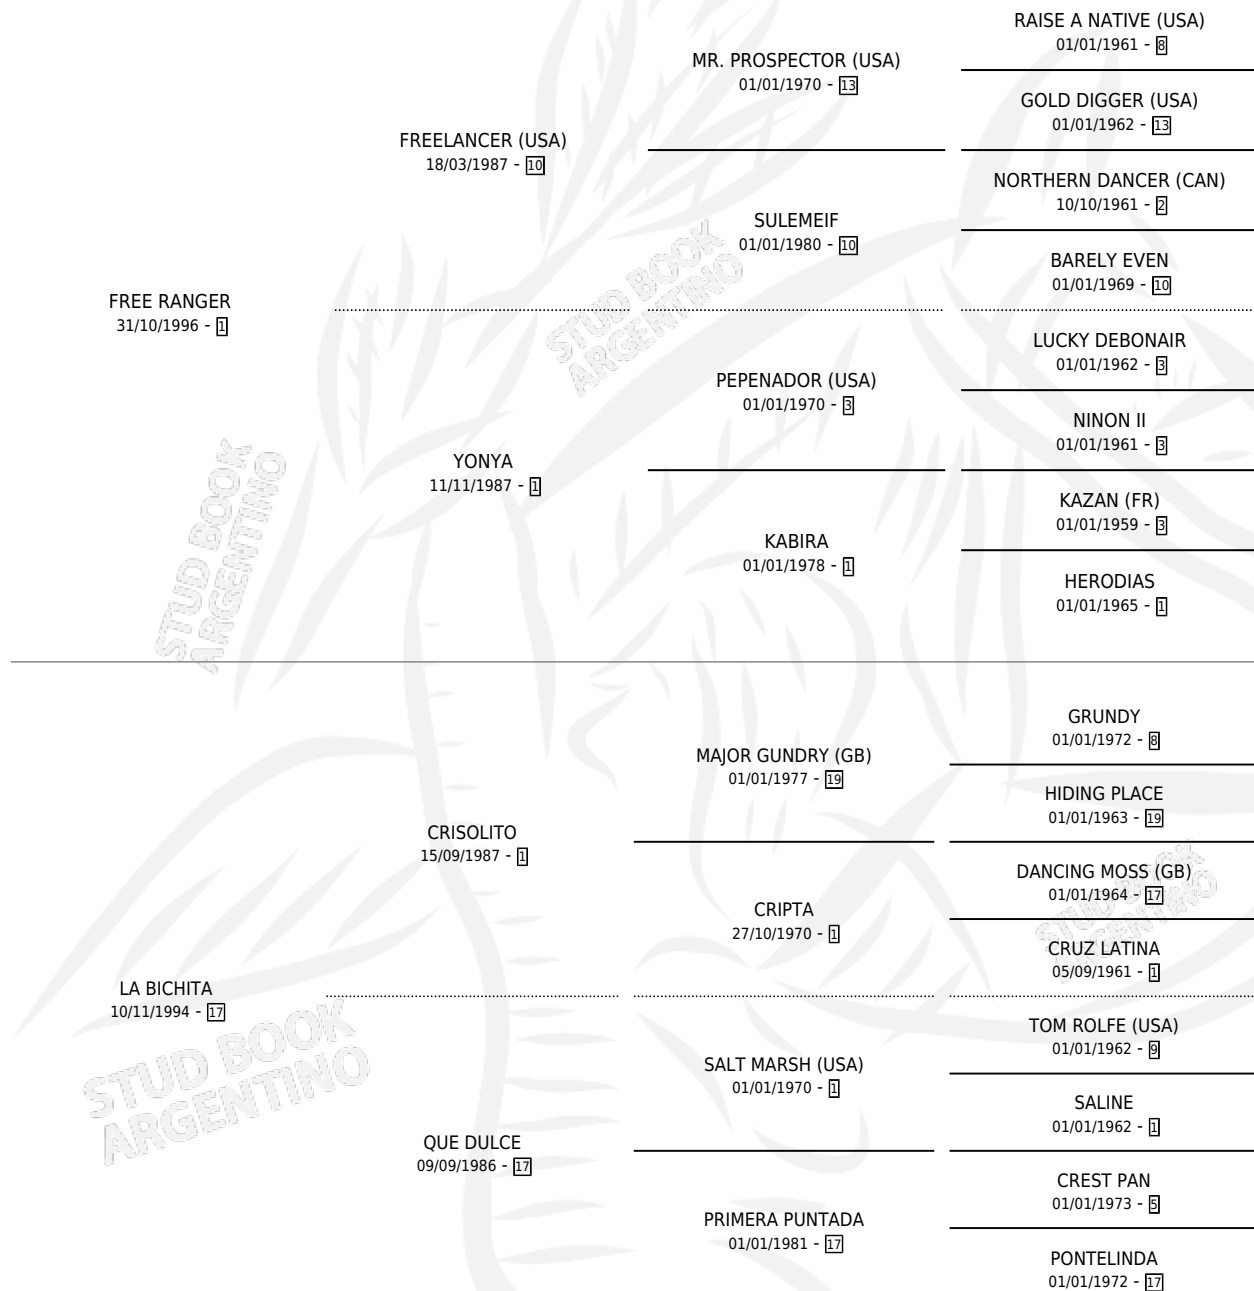 RAISE A NATIVE (USA)
01/01/1961 - 8
MR. PROSPECTOR (USA)
01/01/1970 - 13
GOLD DIGGER (USA)
01/01/1962 - 13
FREELANCER (USA)
18/03/1987 - 10
NORTHERN DANCER (CAN)
10/10/1961 - 2
SULEMEIF
01/01/1980 - 10
BARELY EVEN
01/01/1969 - 10
FREE RANGER
31/10/1996 - 1
LUCKY DEBONAIR
01/01/1962 - 3
PEPENADOR (USA)
01/01/1970 - 3
NINON II
01/01/1961 - 3
YONYA
11/11/1987 - 1
KAZAN (FR)
01/01/1959 - 3
KABIRA
01/01/1978 - 1
HERODIAS
01/01/1965 - 1
GRUNDY
01/01/1972 - 8
MAJOR GUNDRY (GB)
01/01/1977 - 19
HIDING PLACE
01/01/1963 - 19
CRISOLITO
15/09/1987 - 1
DANCING MOSS (GB)
01/01/1964 - 17
CRIPTA
27/10/1970 - 1
CRUZ LATINA
05/09/1961 - 1
LA BICHITA
10/11/1994 - 17
TOM ROLFE (USA)
01/01/1962 - 9
SALT MARSH (USA)
01/01/1970 - 1
SALINE
01/01/1962 - 1
QUE DULCE
09/09/1986 - 17
CREST PAN
01/01/1973 - 5
PRIMERA PUNTADA
01/01/1981 - 17
PONTELINDA
01/01/1972 - 17
STUD BOOK
ARGENTINO
STUD BOOK
ARGENTINO
STUD BOOK
ARGENTINO
STUD BOOK
ARGENTINO